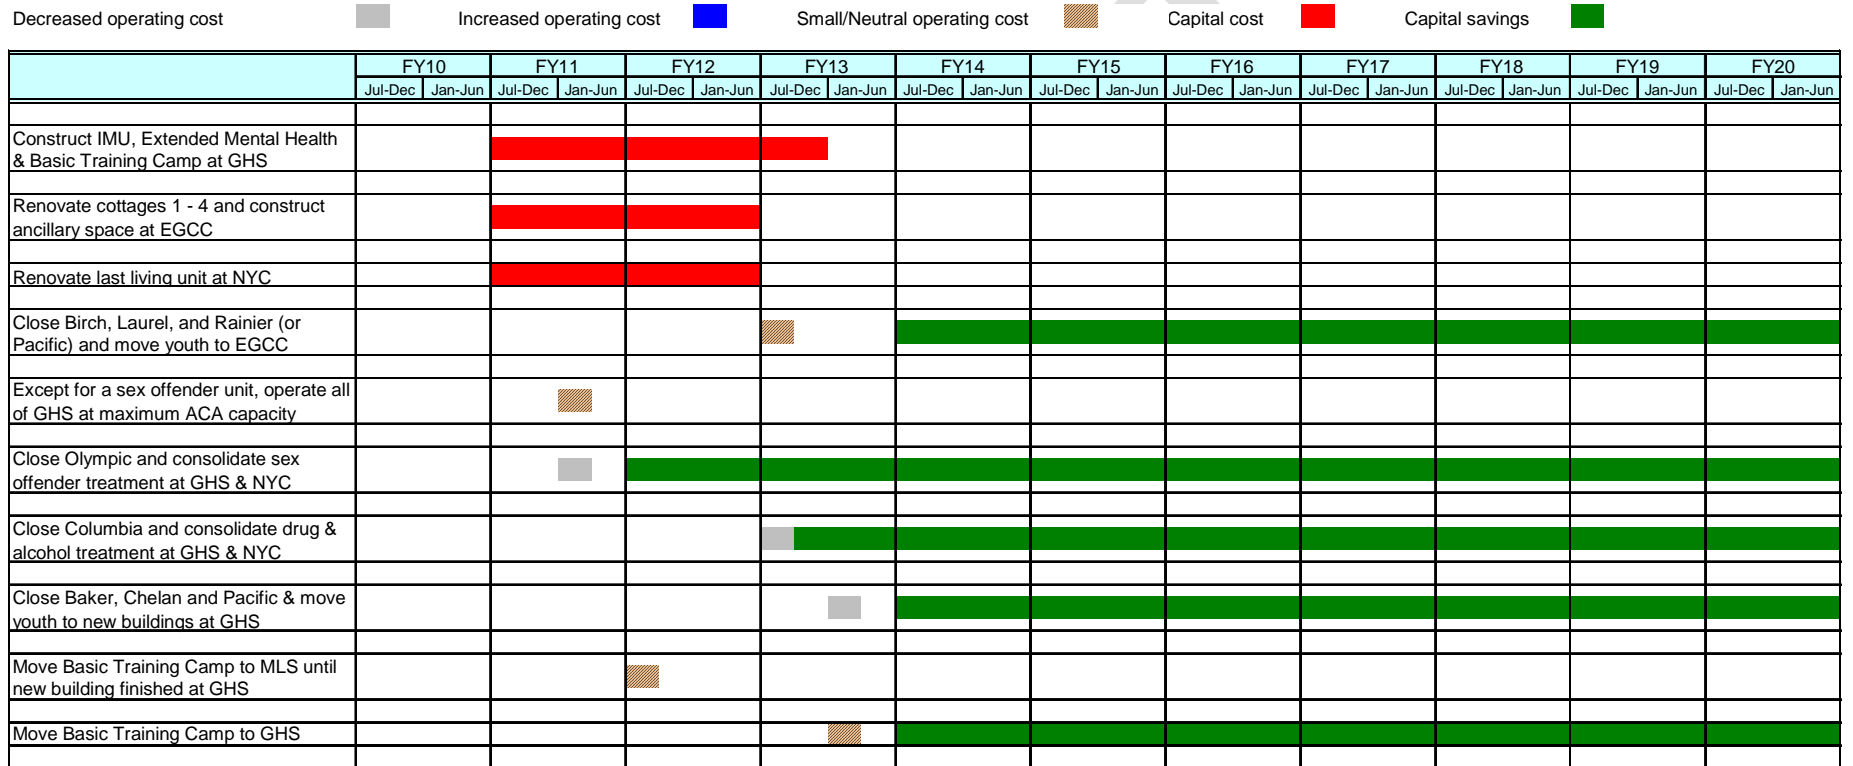 Decreased operating cost Increased operating cost Small/Neutral operating cost Capital cost Capital savings
FY10 FY11 FY12 FY13 FY14 FY15 FY16 FY17 FY18 FY19 FY20
Jul-Dec Jan-Jun Jul-Dec Jan-Jun Jul-Dec Jan-Jun Jul-Dec Jan-Jun Jul-Dec Jan-Jun Jul-Dec Jan-Jun Jul-Dec Jan-Jun Jul-Dec Jan-Jun Jul-Dec Jan-Jun Jul-Dec Jan-Jun Jul-Dec Jan-Jun
Construct IMU, Extended Mental Health
& Basic Training Camp at GHS
Renovate cottages 1 - 4 and construct
ancillary space at EGCC
Renovate last living unit at NYC
Close Birch, Laurel, and Rainier (or
Pacific) and move youth to EGCC
Except for a sex offender unit, operate all
of GHS at maximum ACA capacity
Close Olympic and consolidate sex
offender treatment at GHS & NYC
Close Columbia and consolidate drug &
alcohol treatment at GHS & NYC
Close Baker, Chelan and Pacific & move
youth to new buildings at GHS
Move Basic Training Camp to MLS until
new building finished at GHS
Move Basic Training Camp to GHS